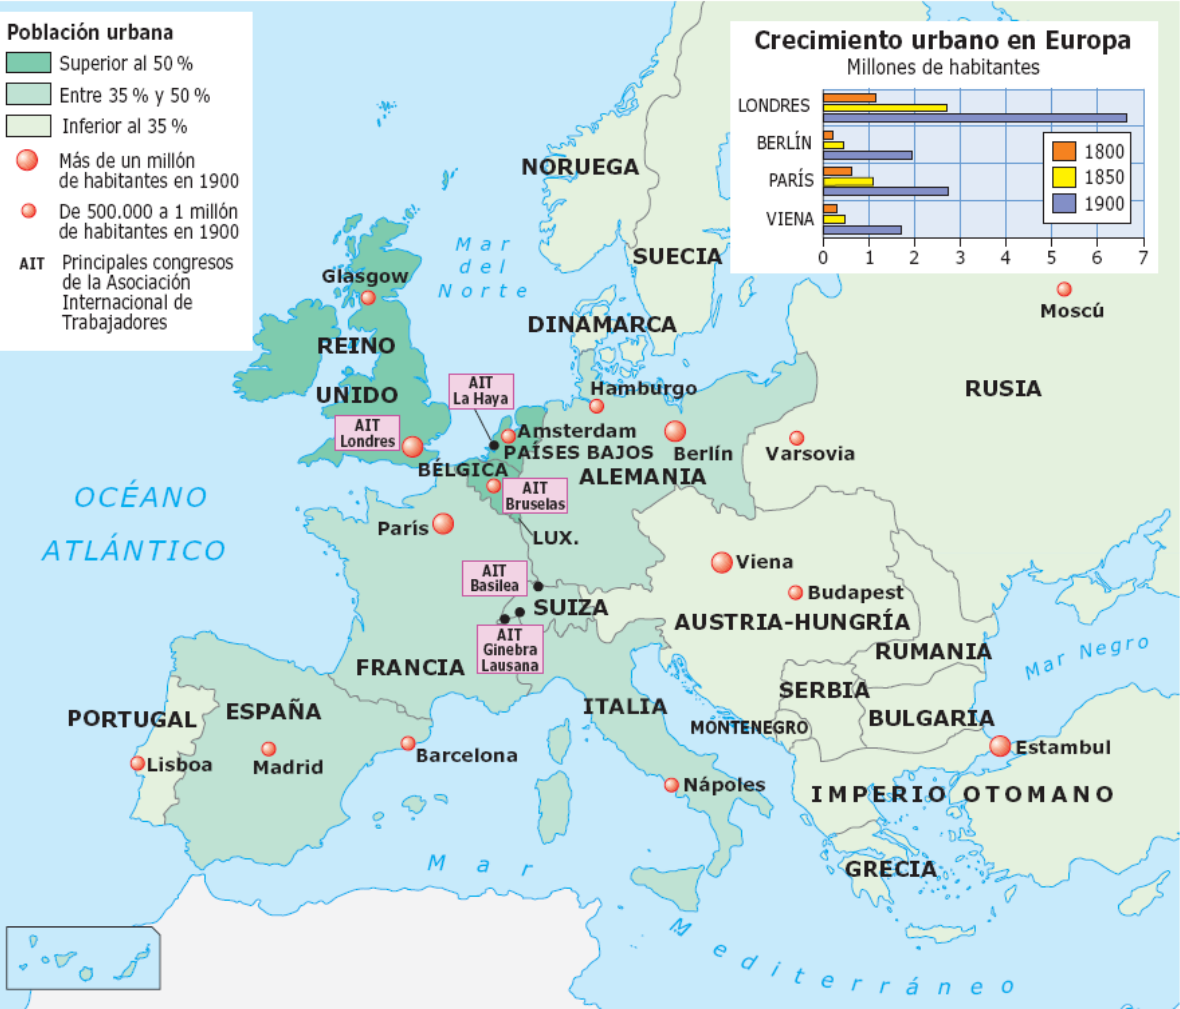 Población urbana
Superior al 50 %
Entre 35 % y 50 %
Inferior al 35 %
Más de un millón
de habitantes en 1900
De 500.000 a 1 millón
de habitantes en 1900
AIT
Principales congresos
de la Asociación
Internacional de
Trabajadores
Crecimiento urbano en Europa
Millones de habitantes
LONDRES
BERLÍN
PARÍS
VIENA
1800
1850
1900
0 1 2 3 4 5 6 7
NORUEGA
SUECIA
Mar
del
Norte
Glasgow
Moscú
DINAMARCA
REINO
UNIDO
RUSIA
AIT
La Haya
Hamburgo
AIT
Londres
Amsterdam
PAÍSES BAJOS
Berlín
Varsovia
BÉLGICA
ALEMANIA
AIT
Bruselas
OCÉANO
ATLÁNTICO
París
LUX.
Viena
AIT
Basilea
Budapest
SUIZA
AUSTRIA-HUNGRÍA
AIT
Ginebra
Lausana
RUMANIA
Mar Negro
FRANCIA
SERBIA
ITALIA
PORTUGAL
ESPAÑA
BULGARIA
MONTENEGRO
Estambul
Lisboa
Madrid
Barcelona
Nápoles
IMPERIO OTOMANO
GRECIA
Mar
Mediterráneo